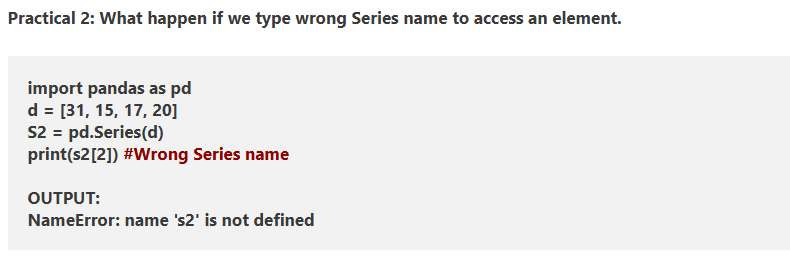 Practical 2: What happen if we type wrong Series name to access an element.
import pandas as pd
d = [31, 15, 17, 20]
S2 = pd.Series(d)
print(s2[2]) #Wrong Series name
OUTPUT:
NameError: name 's2' is not defined